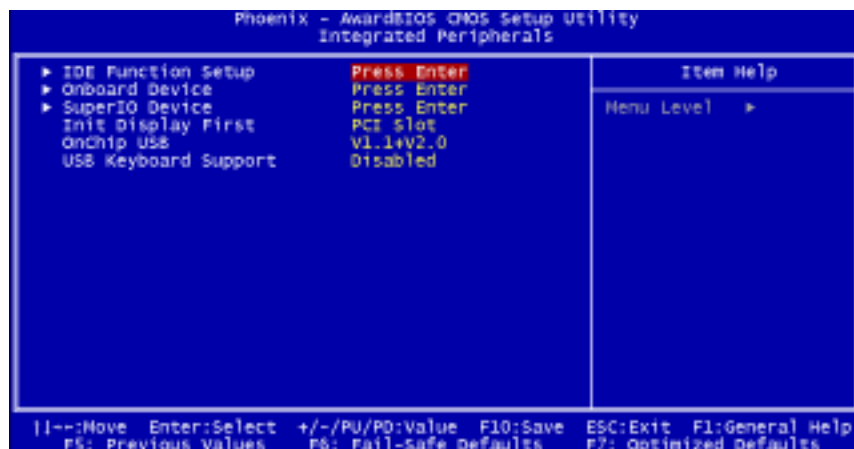 Phoenix - AwardBIOS CMOS Setup Utility
Integrated Peripherals
► IDE Function Setup Press Enter
► Onboard Device Press Enter
► SuperIO Device Press Enter
Init Display First PCI Slot
OnChip USB V1.1+V2.0
USB Keyboard Support Disabled
Item Help
Menu Level ►
:Move Enter:Select +/-/PU/PD:Value F10:Save ESC:Exit F1:General Help
F5: Previous Values F6: Fail-Safe Defaults F7: Optimized Defaults